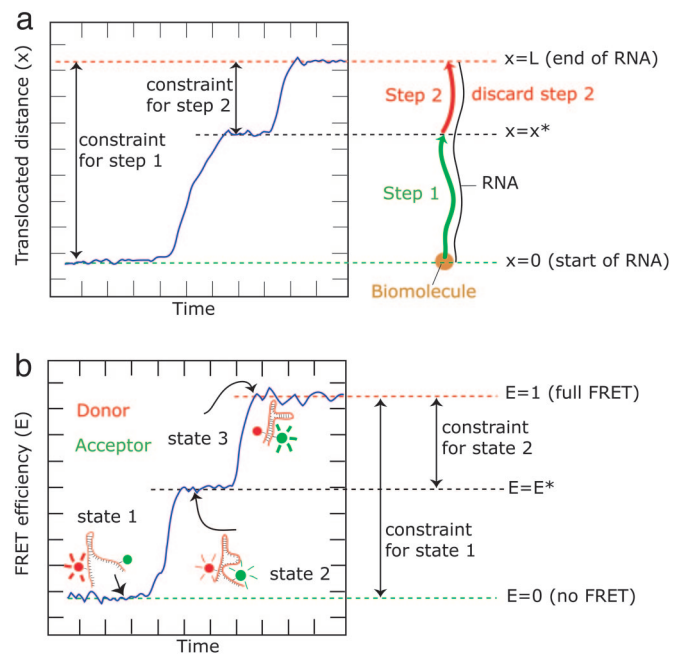 a
Translocated distance (x)
constraint
for step 2
constraint
for step 1
Time
x=L (end of RNA)
Step 2
discard step 2
x=x*
RNA
Step 1
x=0 (start of RNA)
Biomolecule
b
FRET efficiency (E)
Donor
Acceptor
state 3
state 1
state 2
Time
E=1 (full FRET)
constraint
for state 2
E=E*
constraint
for state 1
E=0 (no FRET)